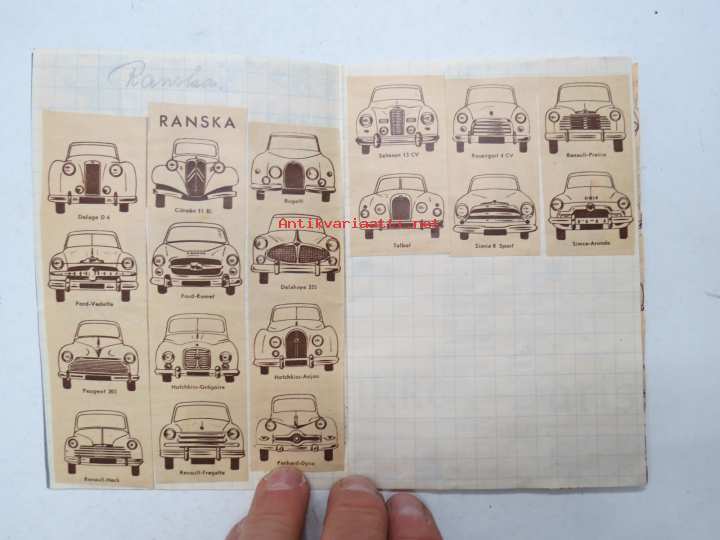 Ranska.
RANSKA
Delage D 6
Citroën 11 BL
Bugatti
Ford-Vedette
Ford-Comet
Delahaye 235
Peugeot 203
Hotchkiss-Grégoire
Hotchkiss-Anjou
Renault-Heck
Renault-Fregatte
Panhard-Dyna
Salmson 13 CV
Rosengart 4 CV
Renault-Prairie
Talbot
Simca 8 Sport
Simca-Aronde
Antikvariaatti.net